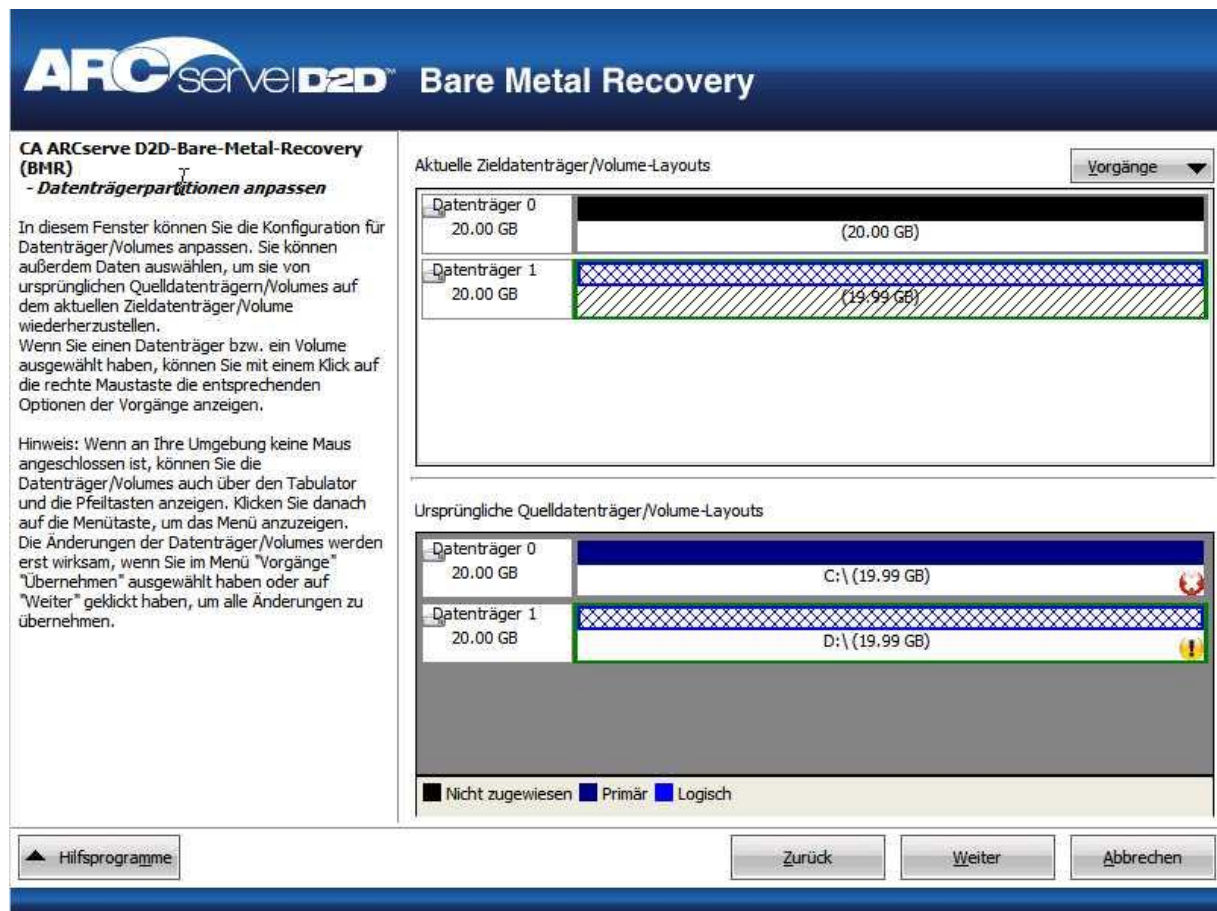 ARCserve D2D™ Bare Metal Recovery
CA ARCserve D2D-Bare-Metal-Recovery
(BMR)
- Datenträgerpartitionen anpassen
In diesem Fenster können Sie die Konfiguration für
Datenträger/Volumes anpassen. Sie können
außerdem Daten auswählen, um sie von
ursprünglichen Quelldatenträgern/Volumes auf
dem aktuellen Zieldatenträger/Volume
wiederherzustellen.
Wenn Sie einen Datenträger bzw. ein Volume
ausgewählt haben, können Sie mit einem Klick auf
die rechte Maustaste die entsprechenden
Optionen der Vorgänge anzeigen.
Hinweis: Wenn an Ihre Umgebung keine Maus
angeschlossen ist, können Sie die
Datenträger/Volumes auch über den Tabulator
und die Pfeiltasten anzeigen. Klicken Sie danach
auf die Menütaste, um das Menü anzuzeigen.
Die Änderungen der Datenträger/Volumes werden
erst wirksam, wenn Sie im Menü "Vorgänge"
"Übernehmen" ausgewählt haben oder auf
"Weiter" geklickt haben, um alle Änderungen zu
übernehmen.
Aktuelle Zieldatenträger/Volume-Layouts
Vorgänge
Datenträger 0
20.00 GB
(20.00 GB)
Datenträger 1
20.00 GB
(19.99 GB)
Ursprüngliche Quelldatenträger/Volume-Layouts
Datenträger 0
20.00 GB
C:\ (19.99 GB)
Datenträger 1
20.00 GB
D:\ (19.99 GB)
Nicht zugewiesen Primär Logisch
Hilfsprogramme
Zurück
Weiter
Abbrechen